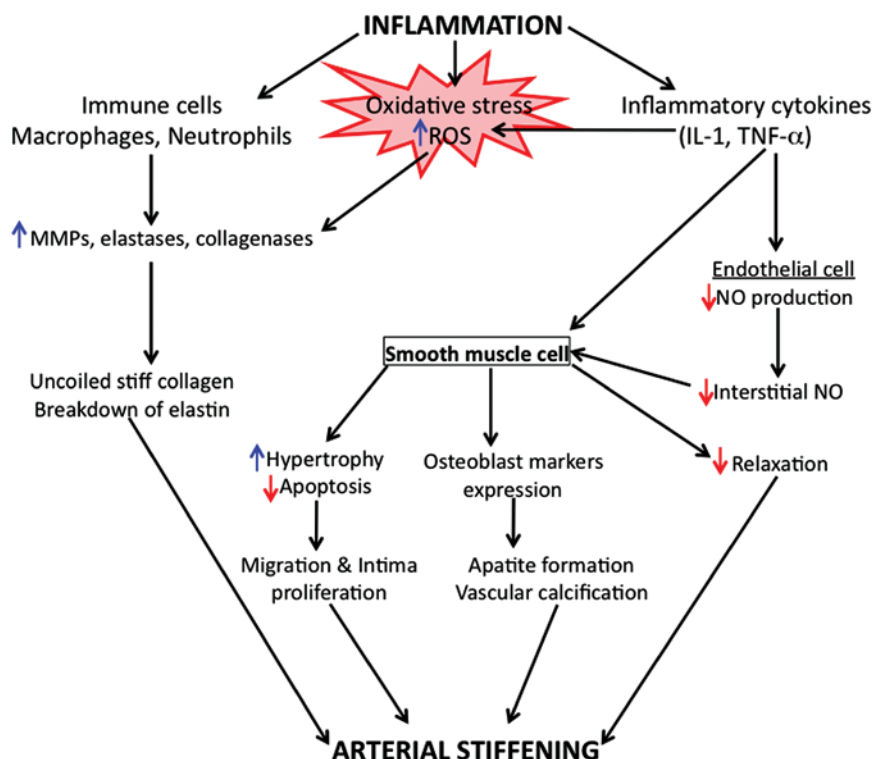 INFLAMMATION
Immune cells
Macrophages, Neutrophils
Oxidative stress
↑ROS
Inflammatory cytokines
(IL-1, TNF-α)
↑MMPs, elastases, collagenases
Endothelial cell
↓NO production
Smooth muscle cell
Uncoiled stiff collagen
Breakdown of elastin
↓Interstitial NO
↑Hypertrophy
↓Apoptosis
Osteoblast markers
expression
↓Relaxation
Migration & Intima
proliferation
Apatite formation
Vascular calcification
ARTERIAL STIFFENING